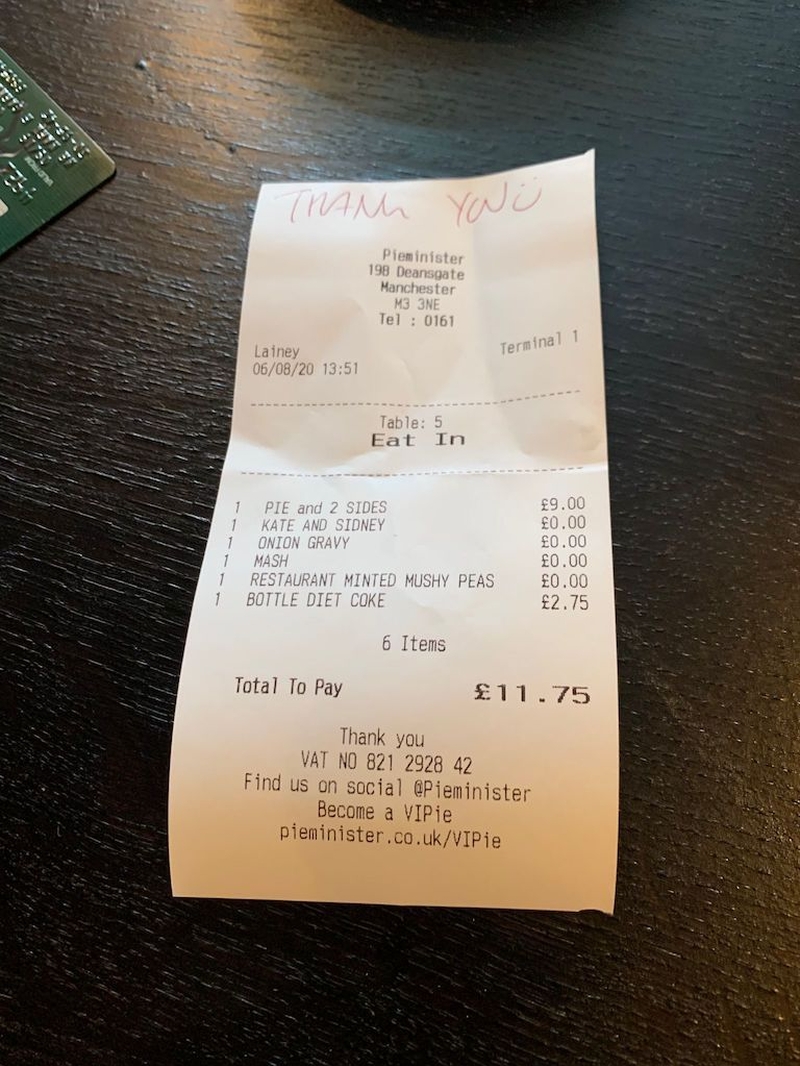 THANK YOU
Pieminister
198 Deansgate
Manchester
M3 3NE
Tel : 0161
Lainey
Terminal 1
06/08/20 13:51
Table: 5
Eat In
1 PIE and 2 SIDES £9.00
1 KATE AND SIDNEY £0.00
1 ONION GRAVY £0.00
1 MASH £0.00
1 RESTAURANT MINTED MUSHY PEAS £0.00
1 BOTTLE DIET COKE £2.75
6 Items
Total To Pay £11.75
Thank you
VAT NO 821 2928 42
Find us on social @Pieminister
Become a VIPie
pieminister.co.uk/VIPie